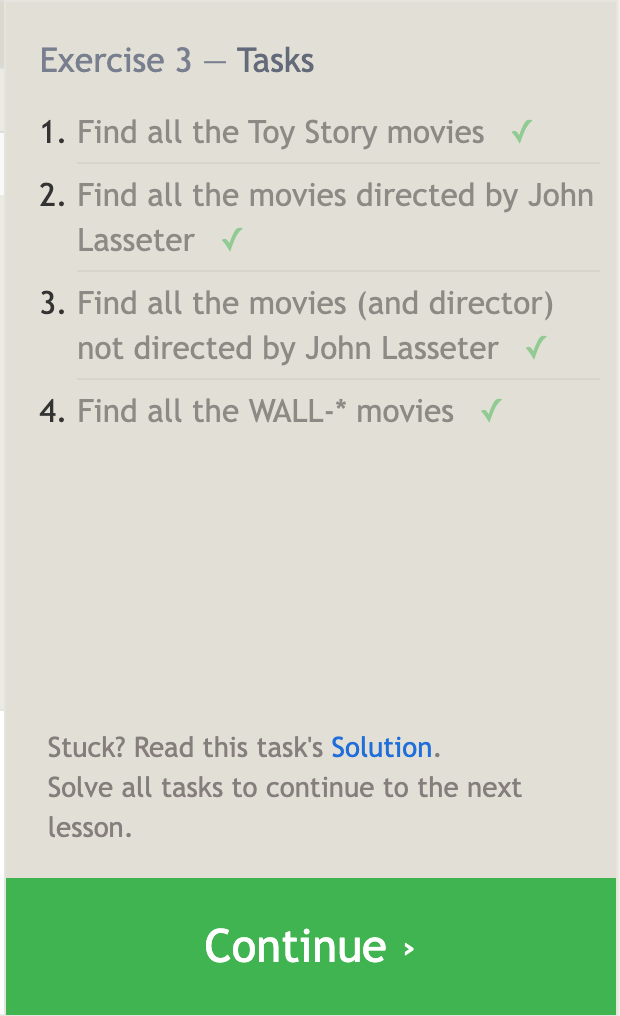 Exercise 3 — Tasks
1. Find all the Toy Story movies ✓
2. Find all the movies directed by John
Lasseter ✓
3. Find all the movies (and director)
not directed by John Lasseter ✓
4. Find all the WALL-* movies ✓
Stuck? Read this task's Solution.
Solve all tasks to continue to the next
lesson.
Continue ›